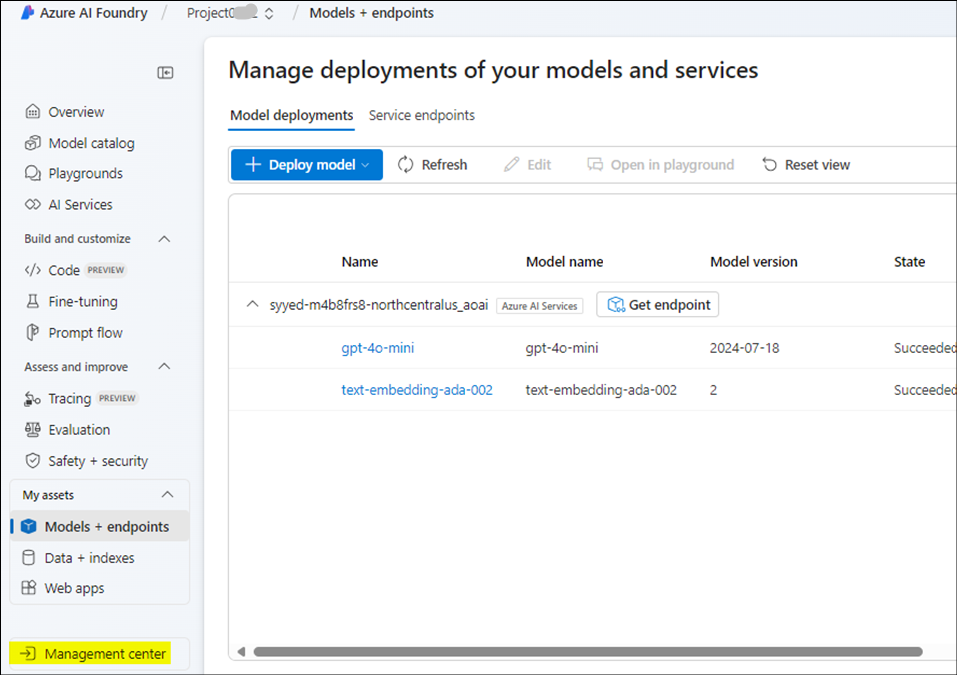 Azure AI Foundry / Project0 2 / Models + endpoints
Manage deployments of your models and services
Model deployments Service endpoints
Deploy model Refresh Edit Open in playground Reset view
Name Model name Model version State
syyed-m4b8frs8-northcentralus_aoai Azure AI Services Get endpoint
gpt-4o-mini gpt-4o-mini 2024-07-18 Succeeded
text-embedding-ada-002 text-embedding-ada-002 2 Succeeded
Overview
Model catalog
Playgrounds
AI Services
Build and customize
Code PREVIEW
Fine-tuning
Prompt flow
Assess and improve
Tracing PREVIEW
Evaluation
Safety + security
My assets
Models + endpoints
Data + indexes
Web apps
Management center